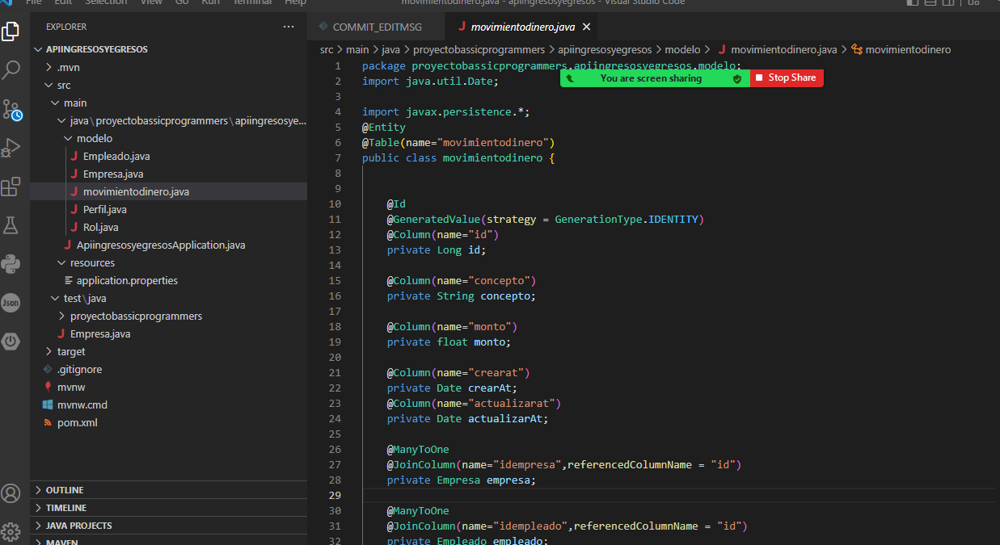 File Edit Selection View Go Run Terminal Help movimientodinero.java - apiingresosyegresos - Visual Studio Code
EXPLORER
APIINGRESOSYEGRESOS
.mvn
src
main
java\proyectobassicprogrammers\apiingresosye...
modelo
Empleado.java
Empresa.java
movimientodinero.java
Perfil.java
Rol.java
ApiingresosyegresosApplication.java
resources
application.properties
test\java
proyectobassicprogrammers
Empresa.java
target
.gitignore
mvnw
mvnw.cmd
pom.xml
OUTLINE
TIMELINE
JAVA PROJECTS
MAVEN
Json
COMMIT_EDITMSG
movimientodinero.java
src > main > java > proyectobassicprogrammers > apiingresosyegresos > modelo > movimientodinero.java > movimientodinero
You are screen sharing
Stop Share
1 package proyectobassicprogrammers.apiingresosyegresos.modelo;
2 import java.util.Date;
3
4 import javax.persistence.*;
5 @Entity
6 @Table(name="movimientodinero")
7 public class movimientodinero {
8
9
10 @Id
11 @GeneratedValue(strategy = GenerationType.IDENTITY)
12 @Column(name="id")
13 private Long id;
14
15 @Column(name="concepto")
16 private String concepto;
17
18 @Column(name="monto")
19 private float monto;
20
21 @Column(name="crearat")
22 private Date crearAt;
23 @Column(name="actualizarat")
24 private Date actualizarAt;
25
26 @ManyToOne
27 @JoinColumn(name="idempresa",referencedColumnName = "id")
28 private Empresa empresa;
29
30 @ManyToOne
31 @JoinColumn(name="idempleado",referencedColumnName = "id")
32 private Empleado empleado;